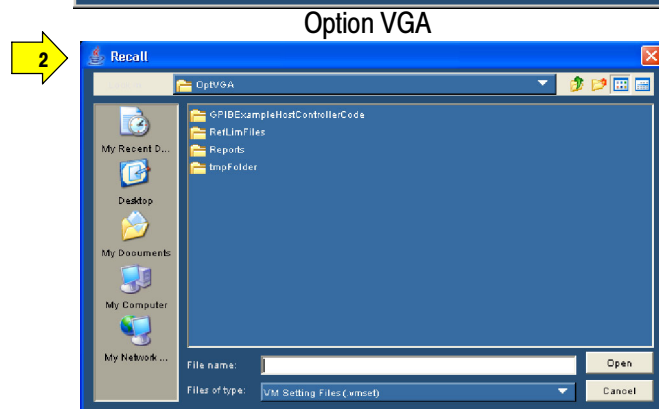 Option VGA
2
Recall
OptVGA
GPIBExampleHostControllerCode
RefLimFiles
Reports
tmpFolder
My Recent D...
Desktop
My Documents
My Computer
My Network ...
File name:
Open
Files of type:
VM Setting Files(.vmset)
Cancel